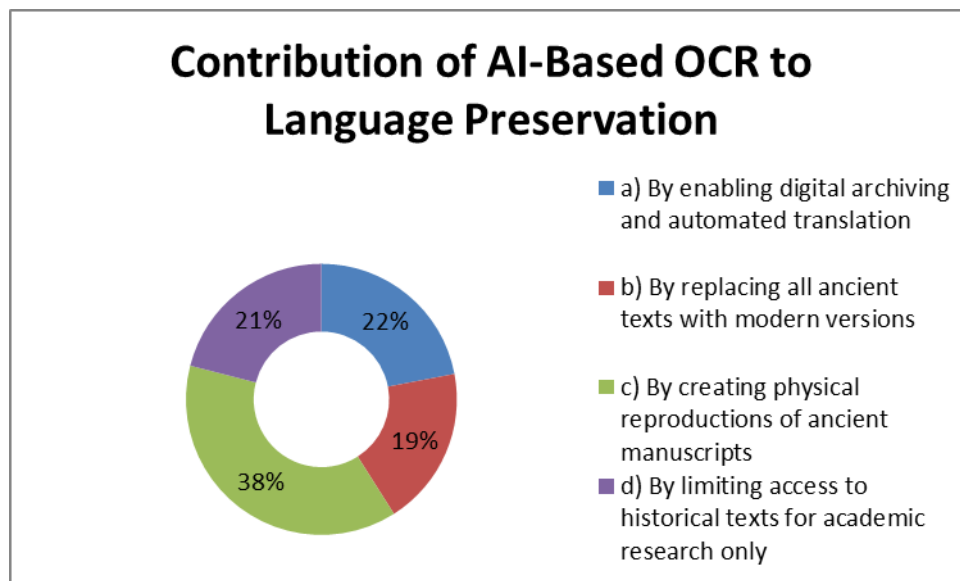 Contribution of AI-Based OCR to
Language Preservation
a) By enabling digital archiving
and automated translation
b) By replacing all ancient
texts with modern versions
c) By creating physical
reproductions of ancient
manuscripts
d) By limiting access to
historical texts for academic
research only
22%
19%
38%
21%